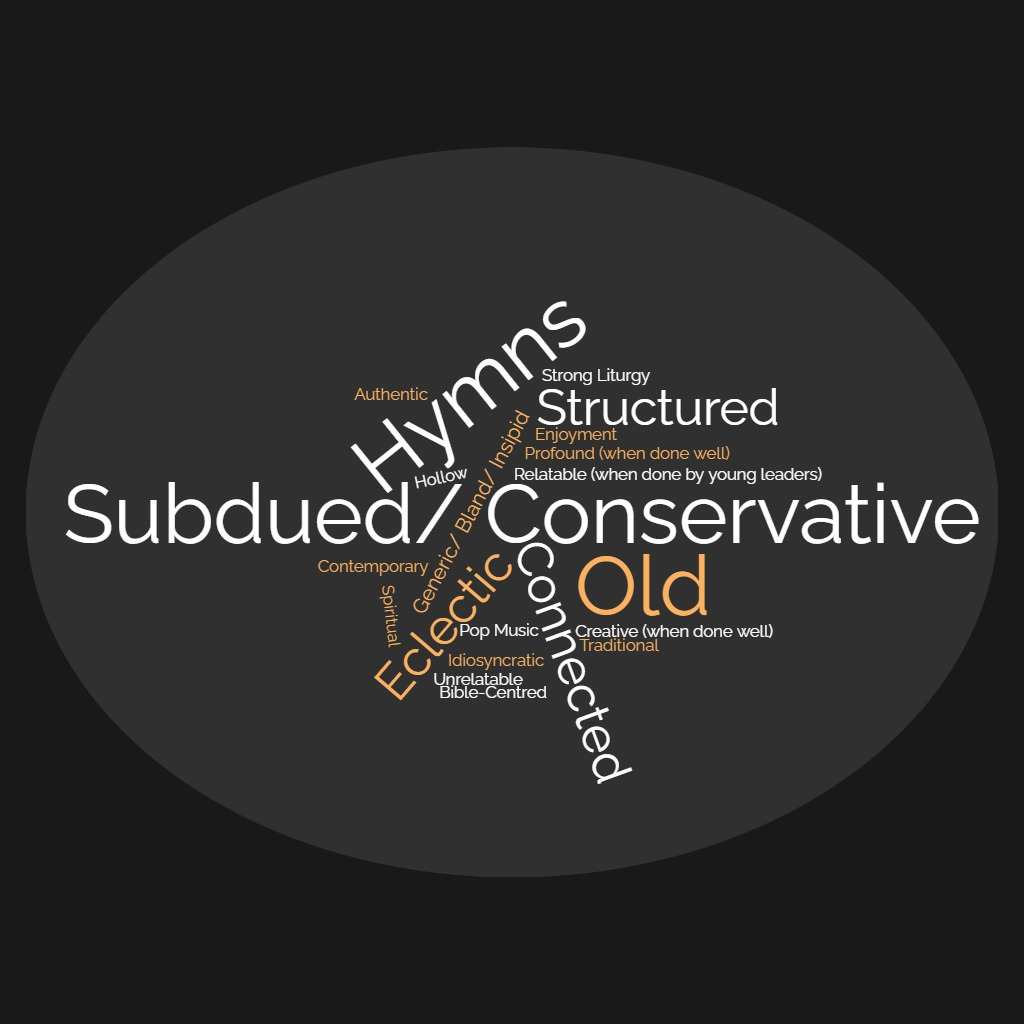 Hymns
Strong Liturgy
Authentic
Structured
Enjoyment
Profound (when done well)
Hollow
Relatable (when done by young leaders)
Generic/ Bland/ Insipid
Subdued/ Conservative
Contemporary
Eclectic
Connected
Old
Spiritual
Pop Music
Creative (when done well)
Traditional
Idiosyncratic
Unrelatable
Bible-Centred